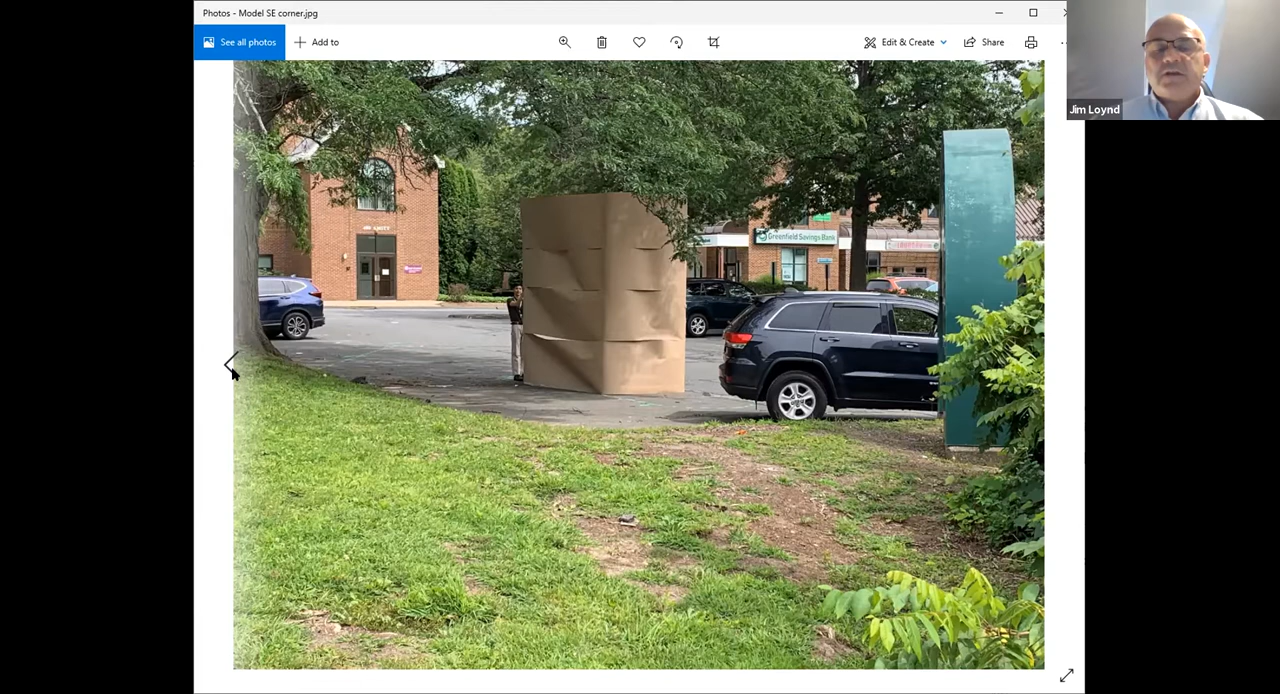 Photos - Model SE corner.jpg
See all photos
Add to
Edit & Create
Share
Jim Loynd
Greenfield Savings Bank